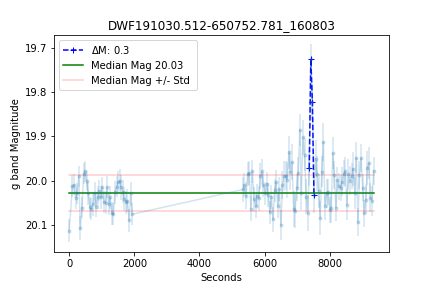 DWF191030.512-650752.781_160803
ΔM: 0.3
Median Mag 20.03
Median Mag +/- Std
g band Magnitude
19.7
19.8
19.9
20.0
20.1
0 2000 4000 6000 8000
Seconds